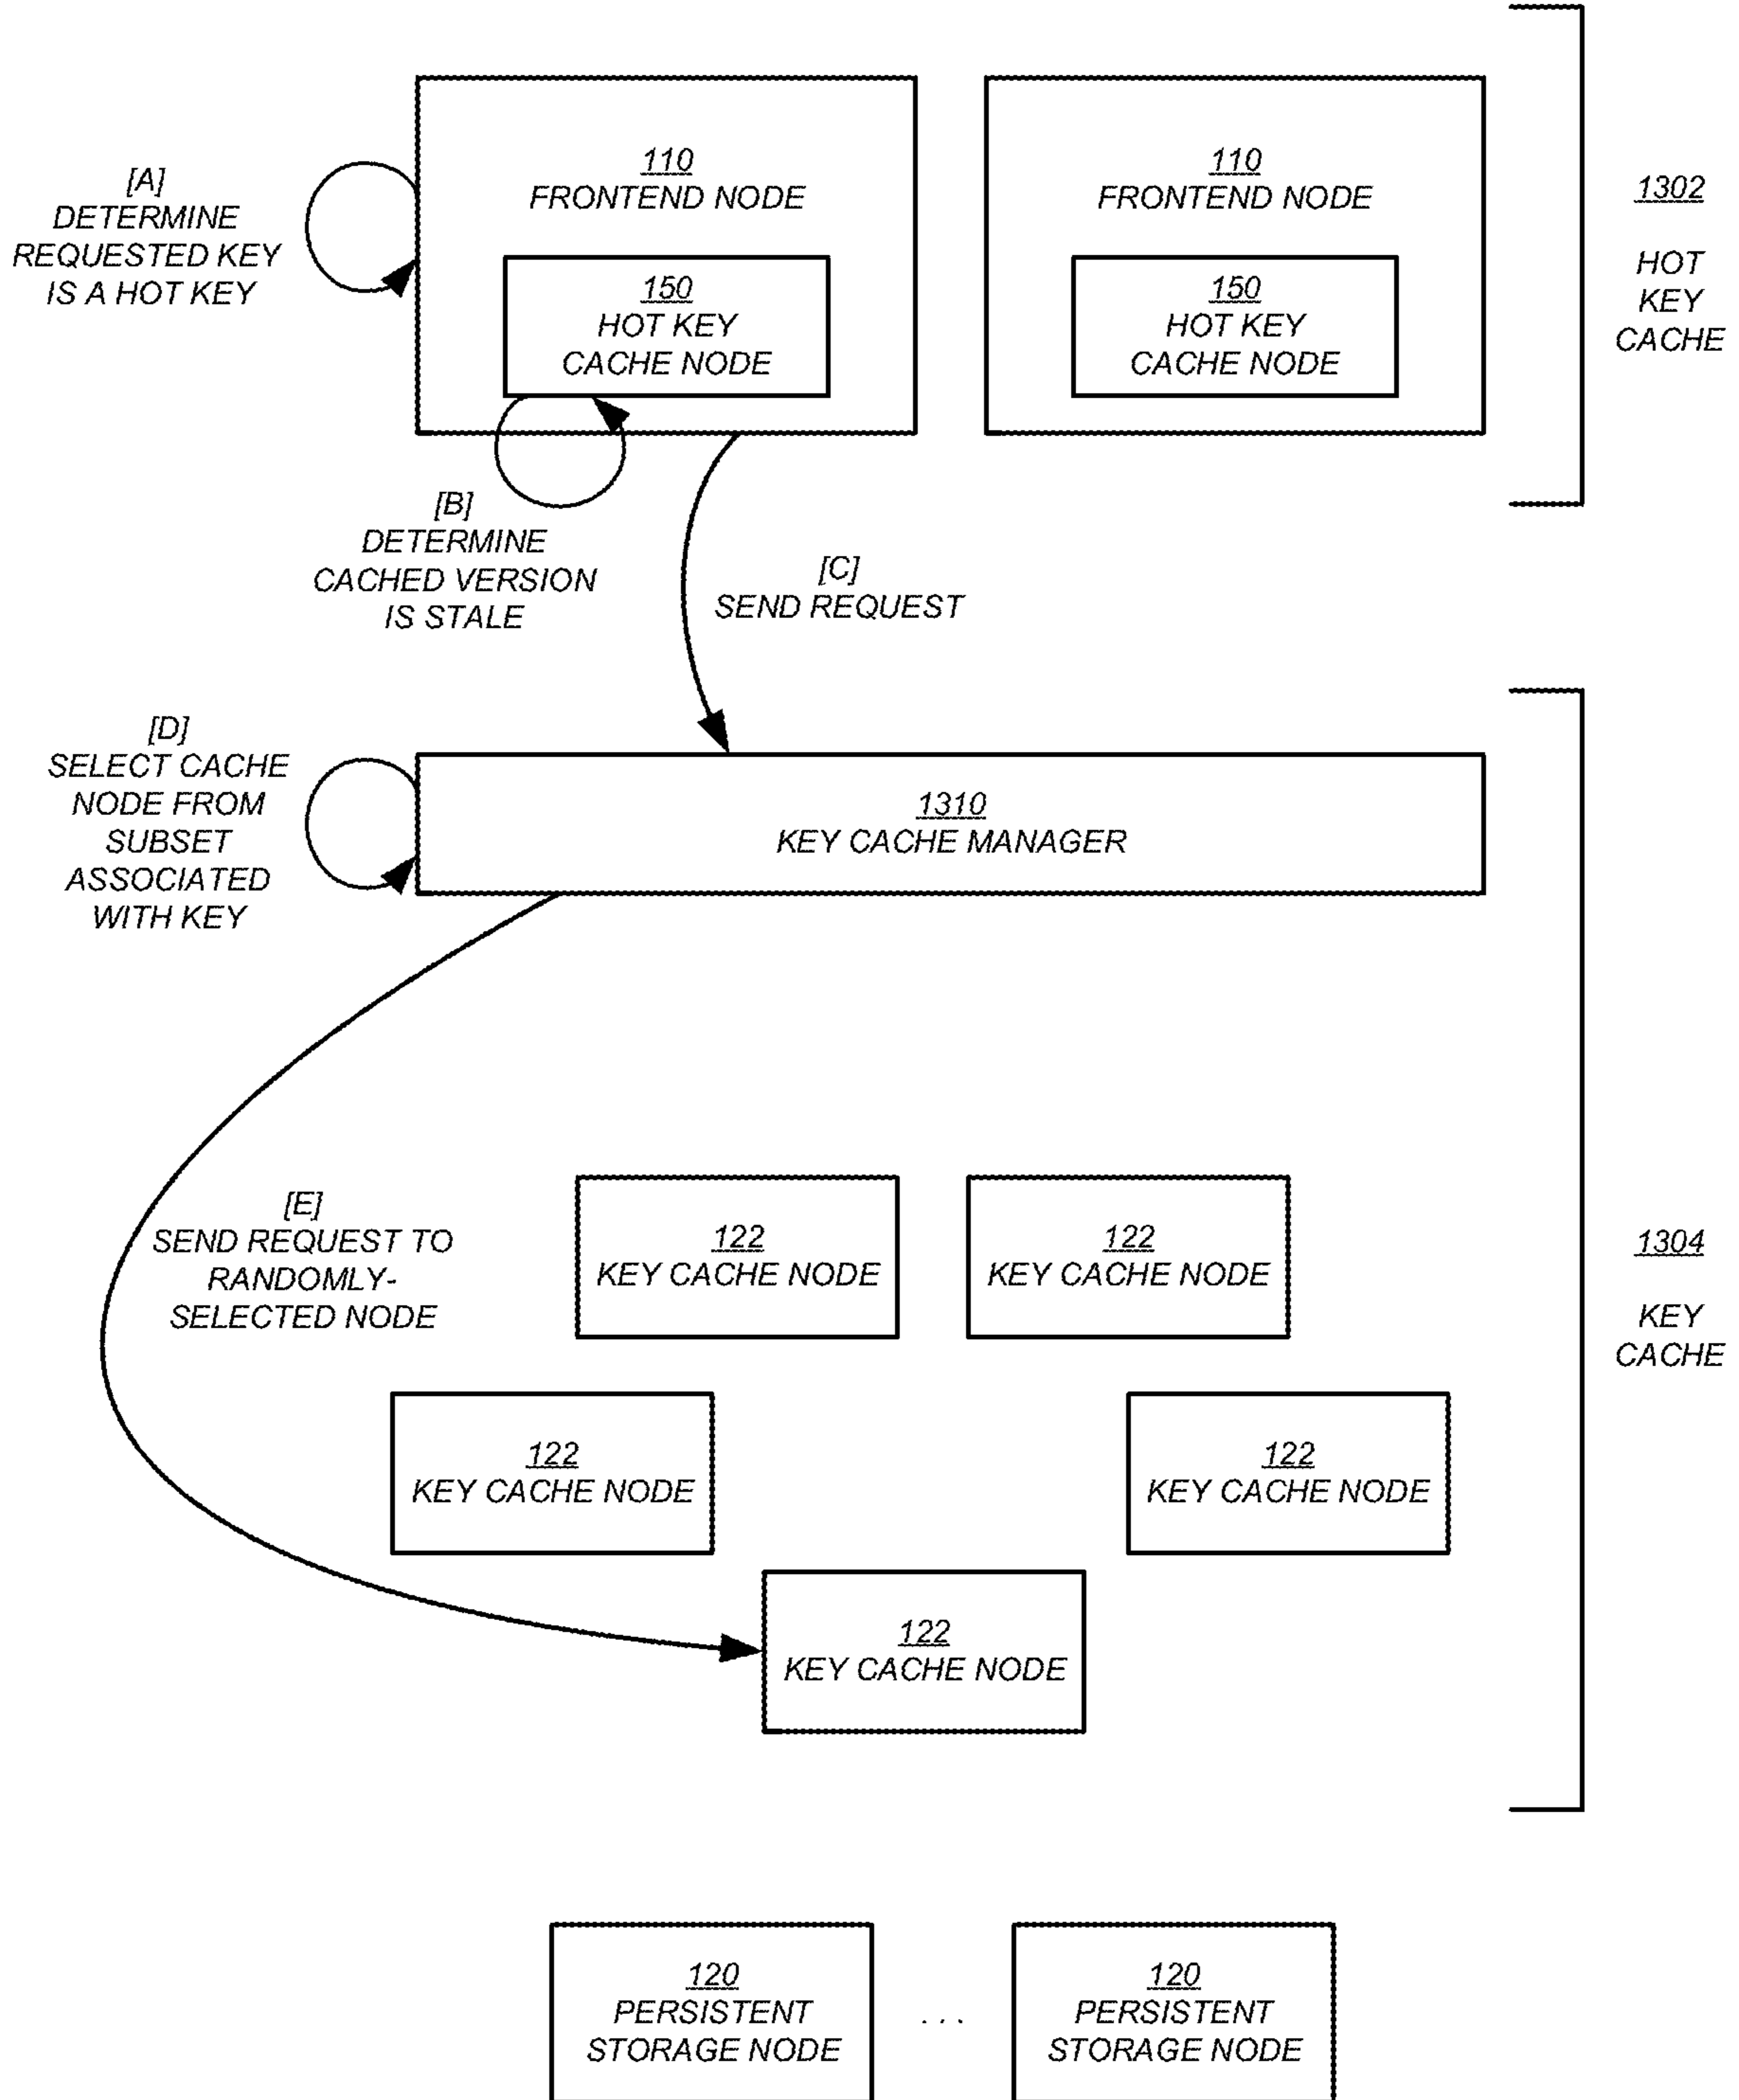 [A]
DETERMINE
REQUESTED KEY
IS A HOT KEY
110
FRONTEND NODE
150
HOT KEY
CACHE NODE
110
FRONTEND NODE
150
HOT KEY
CACHE NODE
1302
HOT
KEY
CACHE
[B]
DETERMINE
CACHED VERSION
IS STALE
[C]
SEND REQUEST
[D]
SELECT CACHE
NODE FROM
SUBSET
ASSOCIATED
WITH KEY
1310
KEY CACHE MANAGER
[E]
SEND REQUEST TO
RANDOMLY-
SELECTED NODE
122
KEY CACHE NODE
122
KEY CACHE NODE
1304
KEY
CACHE
122
KEY CACHE NODE
122
KEY CACHE NODE
122
KEY CACHE NODE
120
PERSISTENT
STORAGE NODE
. . .
120
PERSISTENT
STORAGE NODE